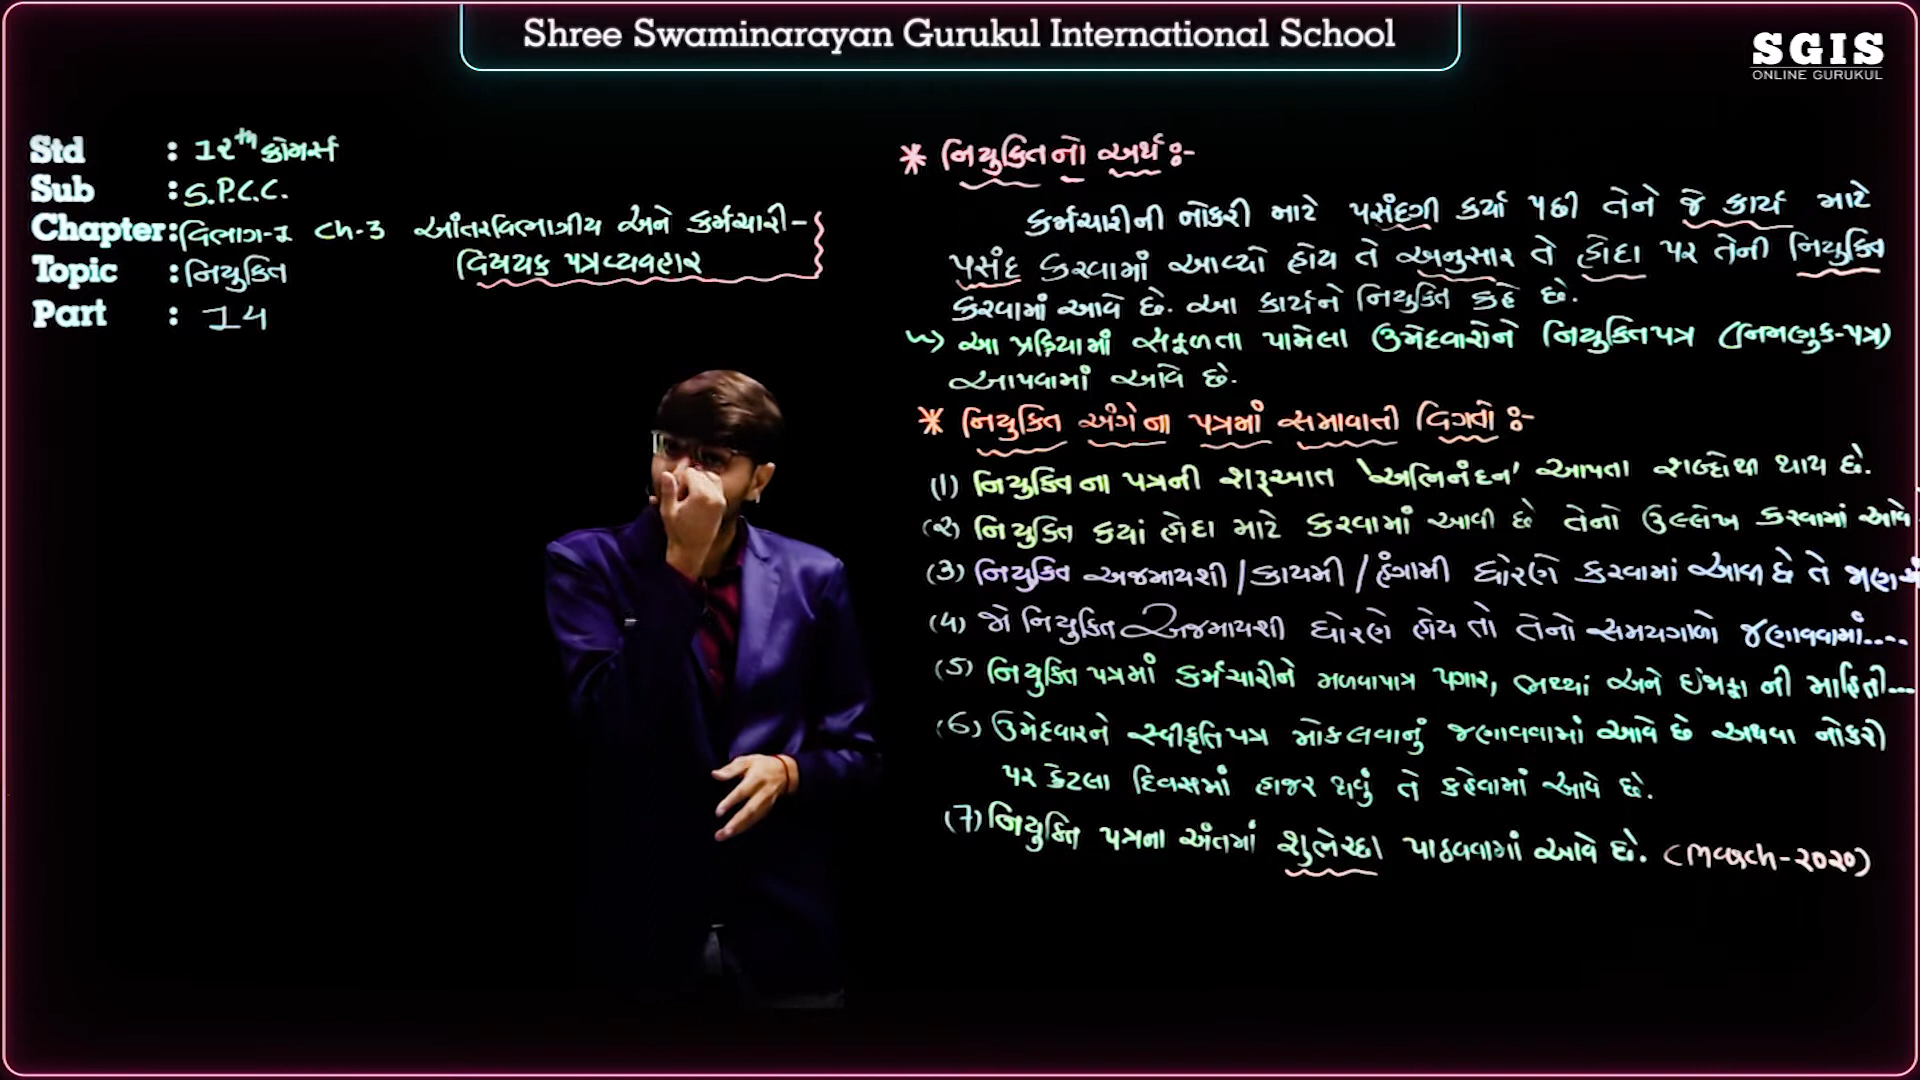 Shree Swaminarayan Gurukul International School
SGIS
ONLINE GURUKUL
Std : 12th કોમર્સ
Sub : S.P.C.C.
Chapter: વિભાગ-1 Ch-3 આંતરવિભાગીય અને કર્મચારી-
વિષયક પત્રવ્યવહાર
Topic : નિયુક્તિ
Part : 14
* નિયુક્તિનો અર્થ :-
કર્મચારીની નોકરી માટે પસંદગી કર્યા પછી તેને જે કાર્ય માટે
પસંદ કરવામાં આવ્યો હોય તે અનુસાર તે હોદા પર તેની નિયુક્તિ
કરવામાં આવે છે. આ કાર્યને નિયુક્તિ કહે છે.
આ પ્રક્રિયામાં સફળતા પામેલા ઉમેદવારોને નિયુક્તિપત્ર (નિમણુક-પત્ર)
આપવામાં આવે છે.
* નિયુક્તિ અંગેના પત્રમાં સમાવાતી વિગતો :-
(1) નિયુક્તિના પત્રની શરૂઆત 'અભિનંદન' આપતા શબ્દોથી થાય છે.
(૨) નિયુક્તિ કયાં હોદા માટે કરવામાં આવી છે તેનો ઉલ્લેખ કરવામાં આવે
(3) નિયુક્તિ અજમાયશી / કાયમી / હંગામી ધોરણે કરવામાં આવી છે તે
(4) જો નિયુક્તિ અજમાયશી ધોરણે હોય તો તેનો સમયગાળો જણાવવામાં.....
(5) નિયુક્તિ પત્રમાં કર્મચારીને મળવાપાત્ર પગાર, ભથ્થાં અને ઇજાફાની માહિતી...
(6) ઉમેદવારને સ્વીકૃતિપત્ર મોકલવાનું જણાવવામાં આવે છે અથવા નોકરી
પર કેટલા દિવસમાં હાજર થવું તે કહેવામાં આવે છે.
(7) નિયુક્તિ પત્રના અંતમાં શુભેચ્છા પાઠવવામાં આવે છે. (March-૨૦૨૦)